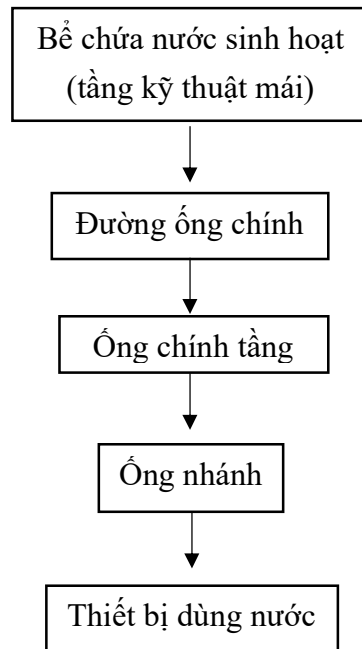 Bể chứa nước sinh hoạt
(tầng kỹ thuật mái)
Đường ống chính
Ống chính tầng
Ống nhánh
Thiết bị dùng nước